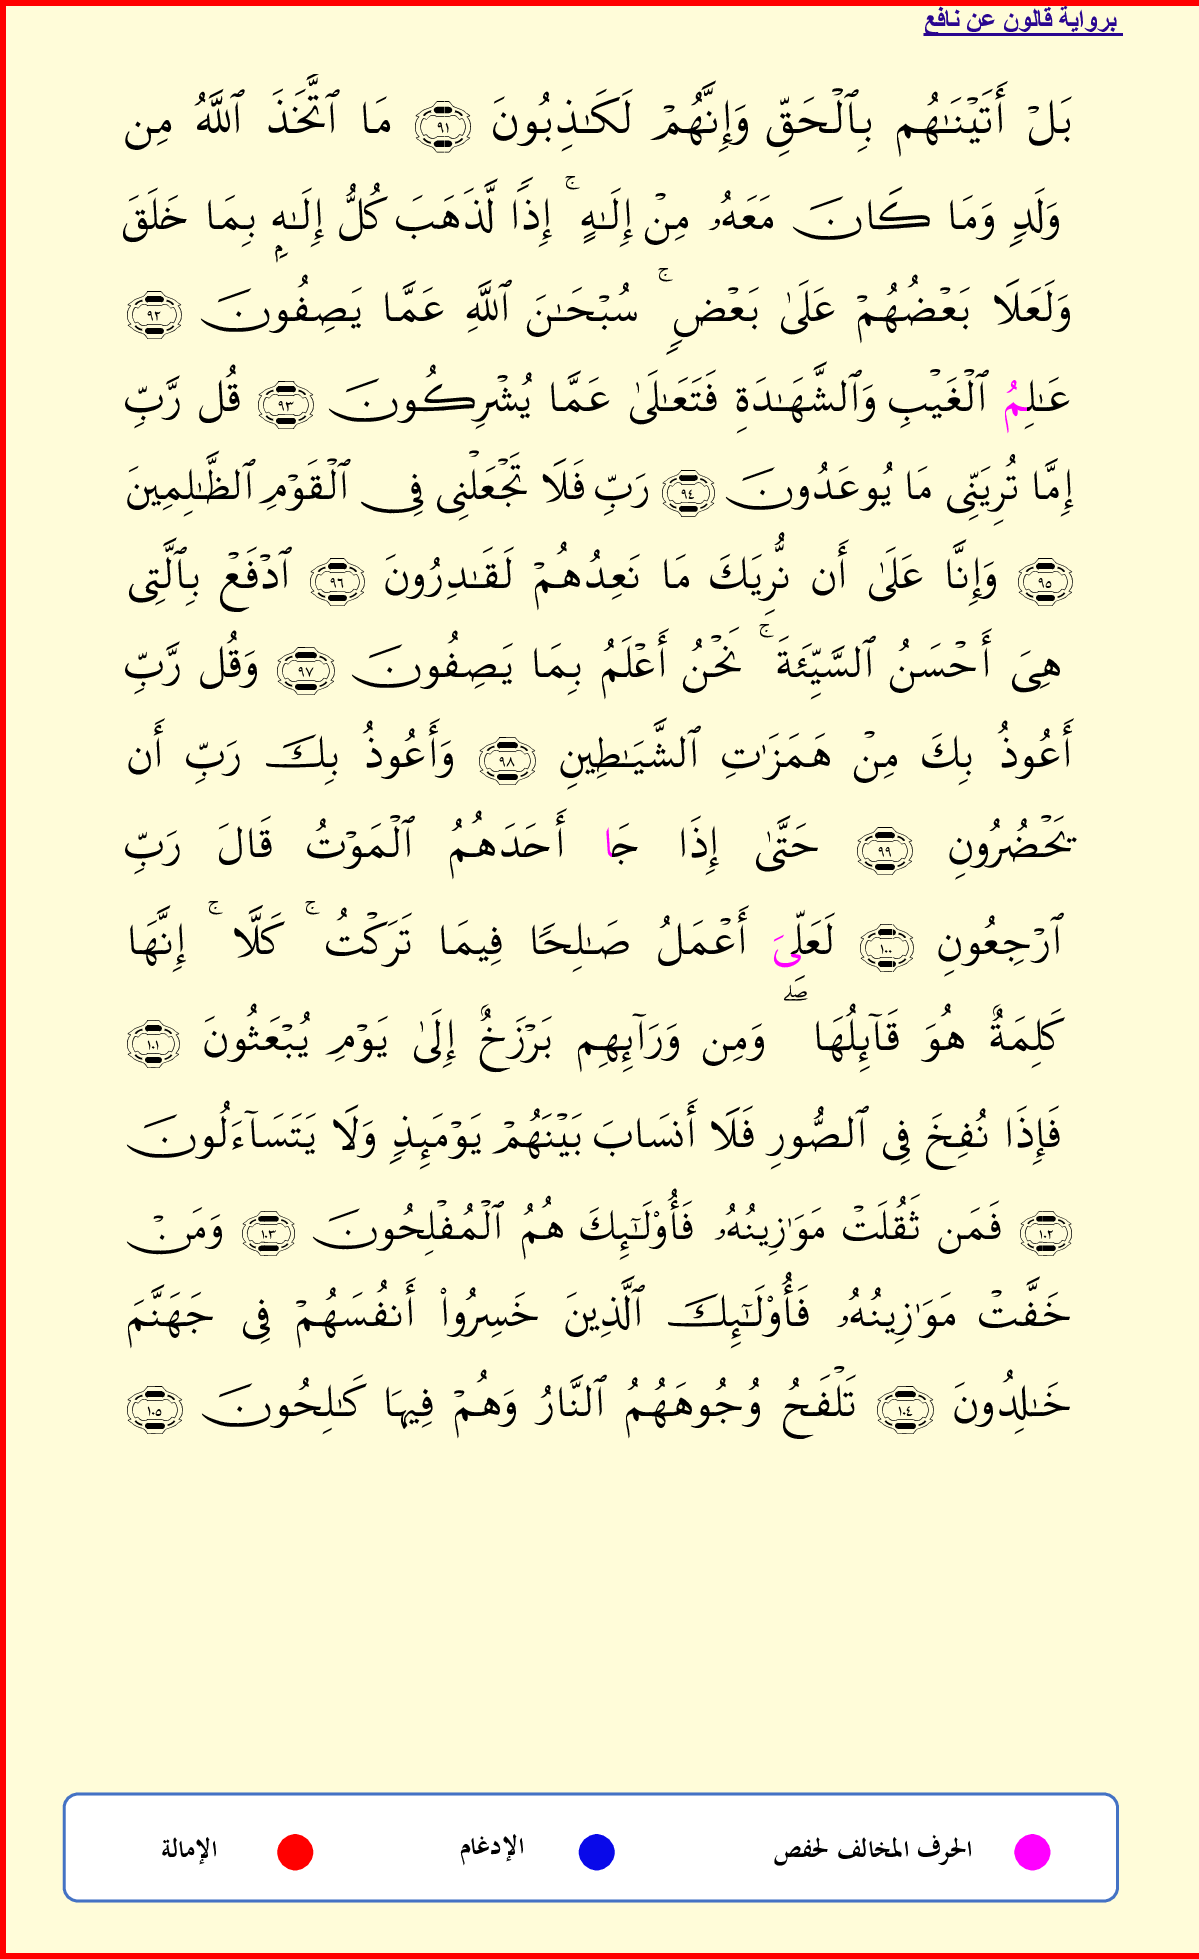 برواية قالون عن نافع
بَلْ أَتَيْنَٰهُم بِٱلْحَقِّ وَإِنَّهُمْ لَكَٰذِبُونَ ٩١ مَا ٱتَّخَذَ ٱللَّهُ مِن
وَلَدٍ وَمَا كَانَ مَعَهُۥ مِنْ إِلَٰهٍ ۚ إِذًا لَّذَهَبَ كُلُّ إِلَٰهٍ بِمَا خَلَقَ
وَلَعَلَا بَعْضُهُمْ عَلَىٰ بَعْضٍ ۚ سُبْحَٰنَ ٱللَّهِ عَمَّا يَصِفُونَ ٩٢
عَٰلِمُ ٱلْغَيْبِ وَٱلشَّهَٰدَةِ فَتَعَٰلَىٰ عَمَّا يُشْرِكُونَ ٩٣ قُل رَّبِّ
إِمَّا تُرِيَنِّى مَا يُوعَدُونَ ٩٤ رَبِّ فَلَا تَجْعَلْنِى فِى ٱلْقَوْمِ ٱلظَّٰلِمِينَ
٩٥ وَإِنَّا عَلَىٰ أَن نُّرِيَكَ مَا نَعِدُهُمْ لَقَٰدِرُونَ ٩٦ ٱدْفَعْ بِٱلَّتِى
هِىَ أَحْسَنُ ٱلسَّيِّئَةَ ۚ نَحْنُ أَعْلَمُ بِمَا يَصِفُونَ ٩٧ وَقُل رَّبِّ
أَعُوذُ بِكَ مِنْ هَمَزَٰتِ ٱلشَّيَٰطِينِ ٩٨ وَأَعُوذُ بِكَ رَبِّ أَن
يَحْضُرُونِ ٩٩ حَتَّىٰ إِذَا جَا أَحَدَهُمُ ٱلْمَوْتُ قَالَ رَبِّ
ٱرْجِعُونِ ١٠٠ لَعَلِّىَ أَعْمَلُ صَٰلِحًا فِيمَا تَرَكْتُ ۚ كَلَّا ۚ إِنَّهَا
كَلِمَةٌ هُوَ قَآئِلُهَا ۖ وَمِن وَرَآئِهِم بَرْزَخٌ إِلَىٰ يَوْمِ يُبْعَثُونَ ١٠١
فَإِذَا نُفِخَ فِى ٱلصُّورِ فَلَا أَنسَابَ بَيْنَهُمْ يَوْمَئِذٍ وَلَا يَتَسَآءَلُونَ
١٠٢ فَمَن ثَقُلَتْ مَوَٰزِينُهُۥ فَأُوْلَٰٓئِكَ هُمُ ٱلْمُفْلِحُونَ ١٠٣ وَمَنْ
خَفَّتْ مَوَٰزِينُهُۥ فَأُوْلَٰٓئِكَ ٱلَّذِينَ خَسِرُواْ أَنفُسَهُمْ فِى جَهَنَّمَ
خَٰلِدُونَ ١٠٤ تَلْفَحُ وُجُوهَهُمُ ٱلنَّارُ وَهُمْ فِيهَا كَٰلِحُونَ ١٠٥
الحرف المخالف لحفص الإدغام الإمالة